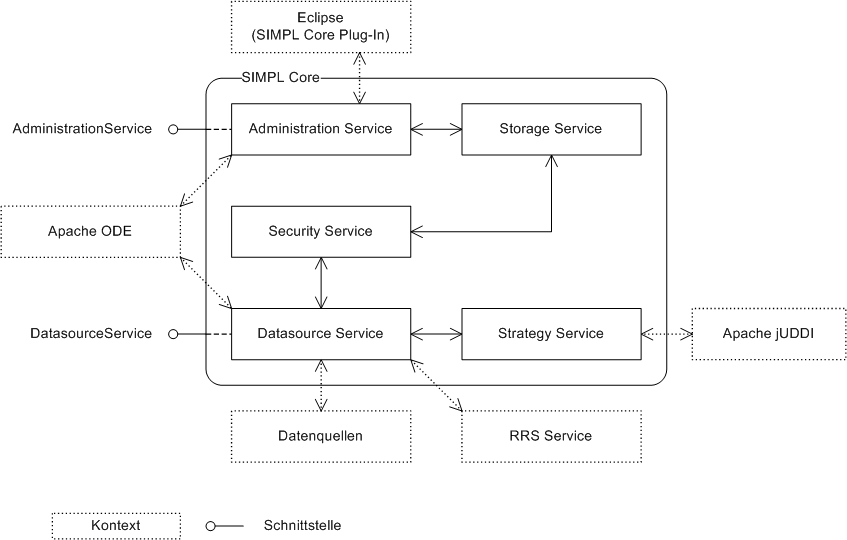 Eclipse
(SIMPL Core Plug-In)
SIMPL Core
AdministrationService
Administration Service
Storage Service
Apache ODE
Security Service
DatasourceService
Datasource Service
Strategy Service
Apache jUDDI
Datenquellen
RRS Service
Kontext
Schnittstelle